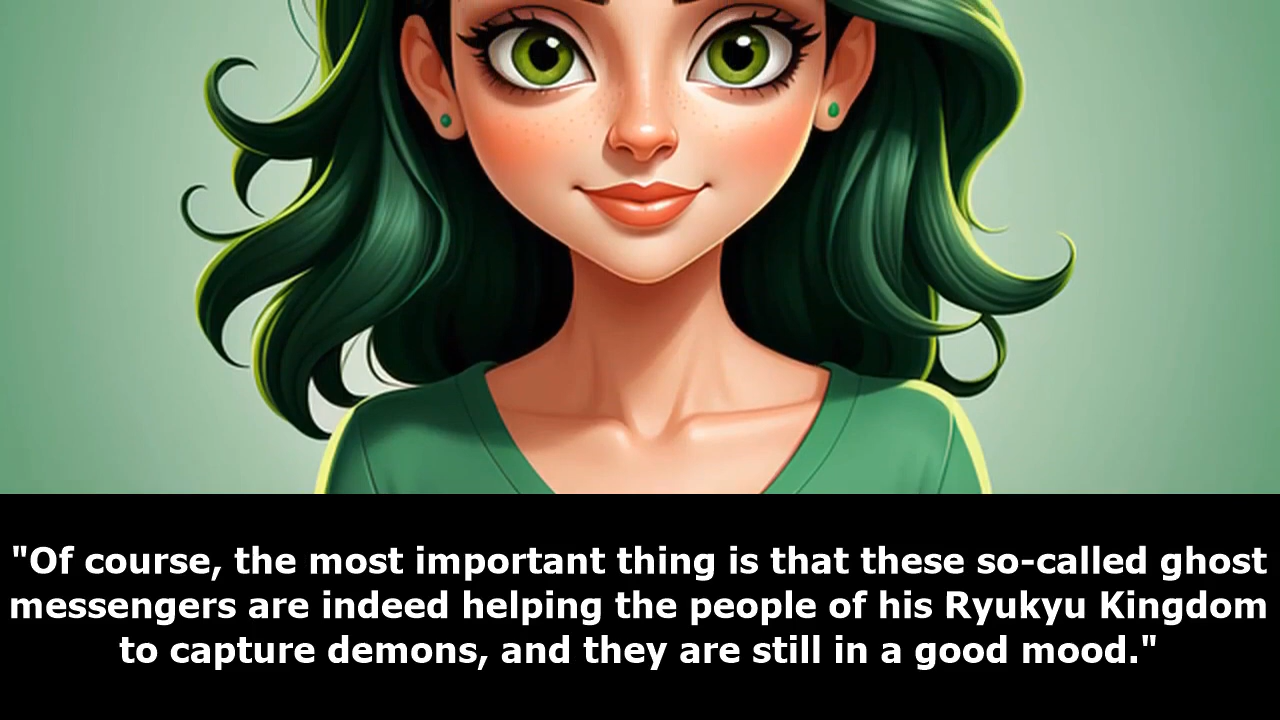 "Of course, the most important thing is that these so-called ghost
messengers are indeed helping the people of his Ryukyu Kingdom
to capture demons, and they are still in a good mood."